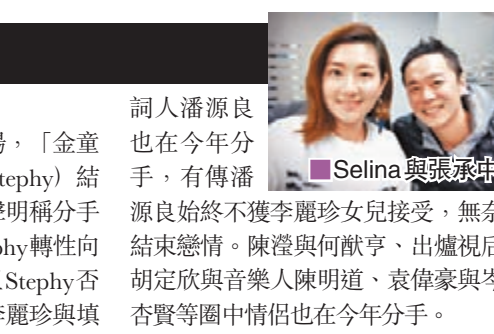 ，「金童
tephy）結
明稱分手
phy轉性向
Stephy否
李麗珍與填
詞人潘源良
也在今年分
手，有傳潘
源良始終不獲李麗珍女兒接受，無奈
結束戀情。陳瀅與何猷亨、出爐視后
胡定欣與音樂人陳明道、袁偉豪與岑
杏賢等圈中情侶也在今年分手。
■Selina與張承中